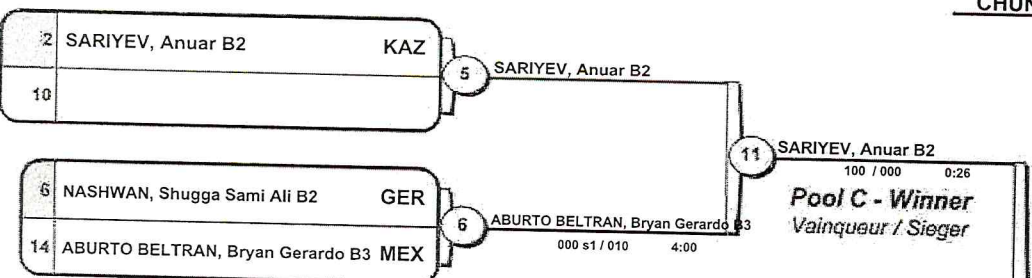 2 SARIYEV, Anuar B2 KAZ
10
5 SARIYEV, Anuar B2
6 NASHWAN, Shugga Sami Ali B2 GER
14 ABURTO BELTRAN, Bryan Gerardo B3 MEX
6 ABURTO BELTRAN, Bryan Gerardo B3
000 s1 / 010 4:00
11 SARIYEV, Anuar B2
100 / 000 0:26
Pool C - Winner
Vainqueur / Sieger